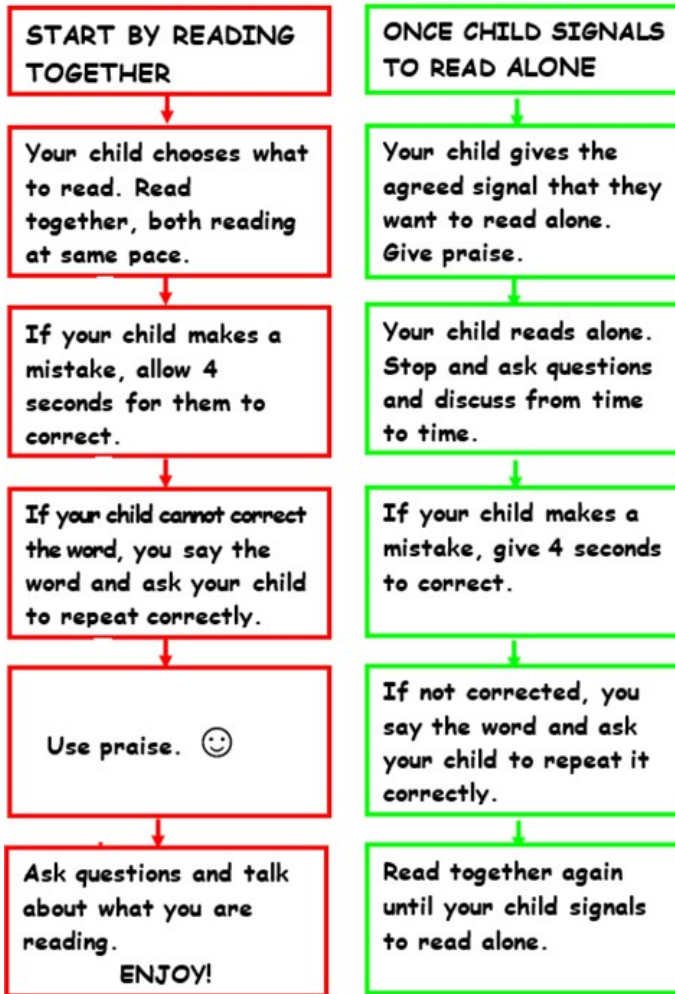 START BY READING
TOGETHER
Your child chooses what
to read. Read
together, both reading
at same pace.
If your child makes a
mistake, allow 4
seconds for them to
correct.
If your child cannot correct
the word, you say the
word and ask your child
to repeat correctly.
Use praise. ☺
Ask questions and talk
about what you are
reading.
ENJOY!
ONCE CHILD SIGNALS
TO READ ALONE
Your child gives the
agreed signal that they
want to read alone.
Give praise.
Your child reads alone.
Stop and ask questions
and discuss from time
to time.
If your child makes a
mistake, give 4 seconds
to correct.
If not corrected, you
say the word and ask
your child to repeat it
correctly.
Read together again
until your child signals
to read alone.